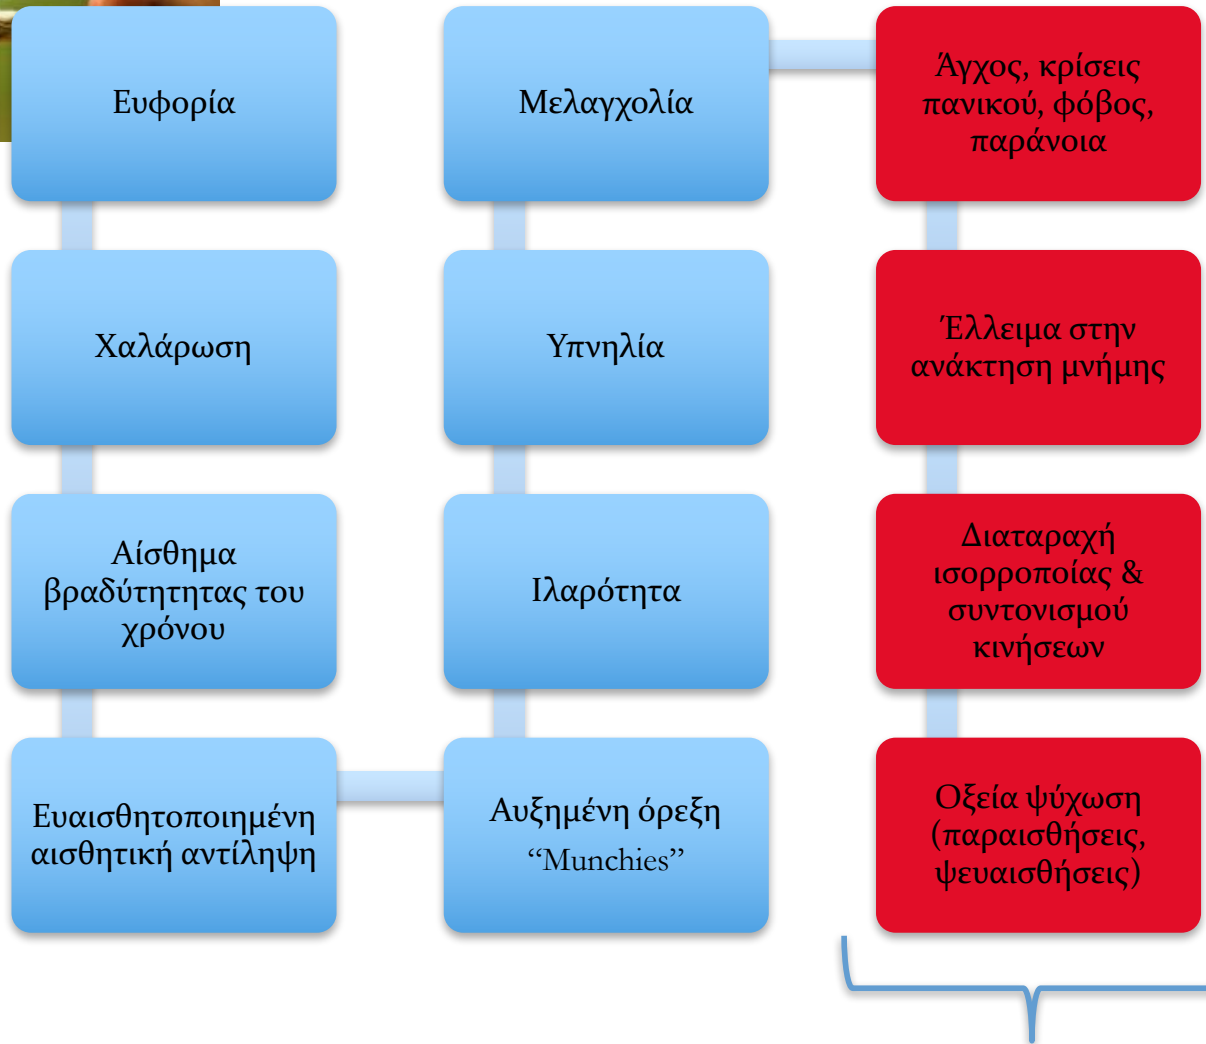 Ευφορία
Χαλάρωση
Αίσθημα
βραδύτητητας του
χρόνου
Ευαισθητοποιημένη
αισθητική αντίληψη
Αυξημένη όρεξη
“Munchies”
Ιλαρότητα
Υπνηλία
Μελαγχολία
Άγχος, κρίσεις
πανικού, φόβος,
παράνοια
Έλλειμα στην
ανάκτηση μνήμης
Διαταραχή
ισορροποίας &
συντονισμού
κινήσεων
Οξεία ψύχωση
(παραισθήσεις,
ψευαισθήσεις)